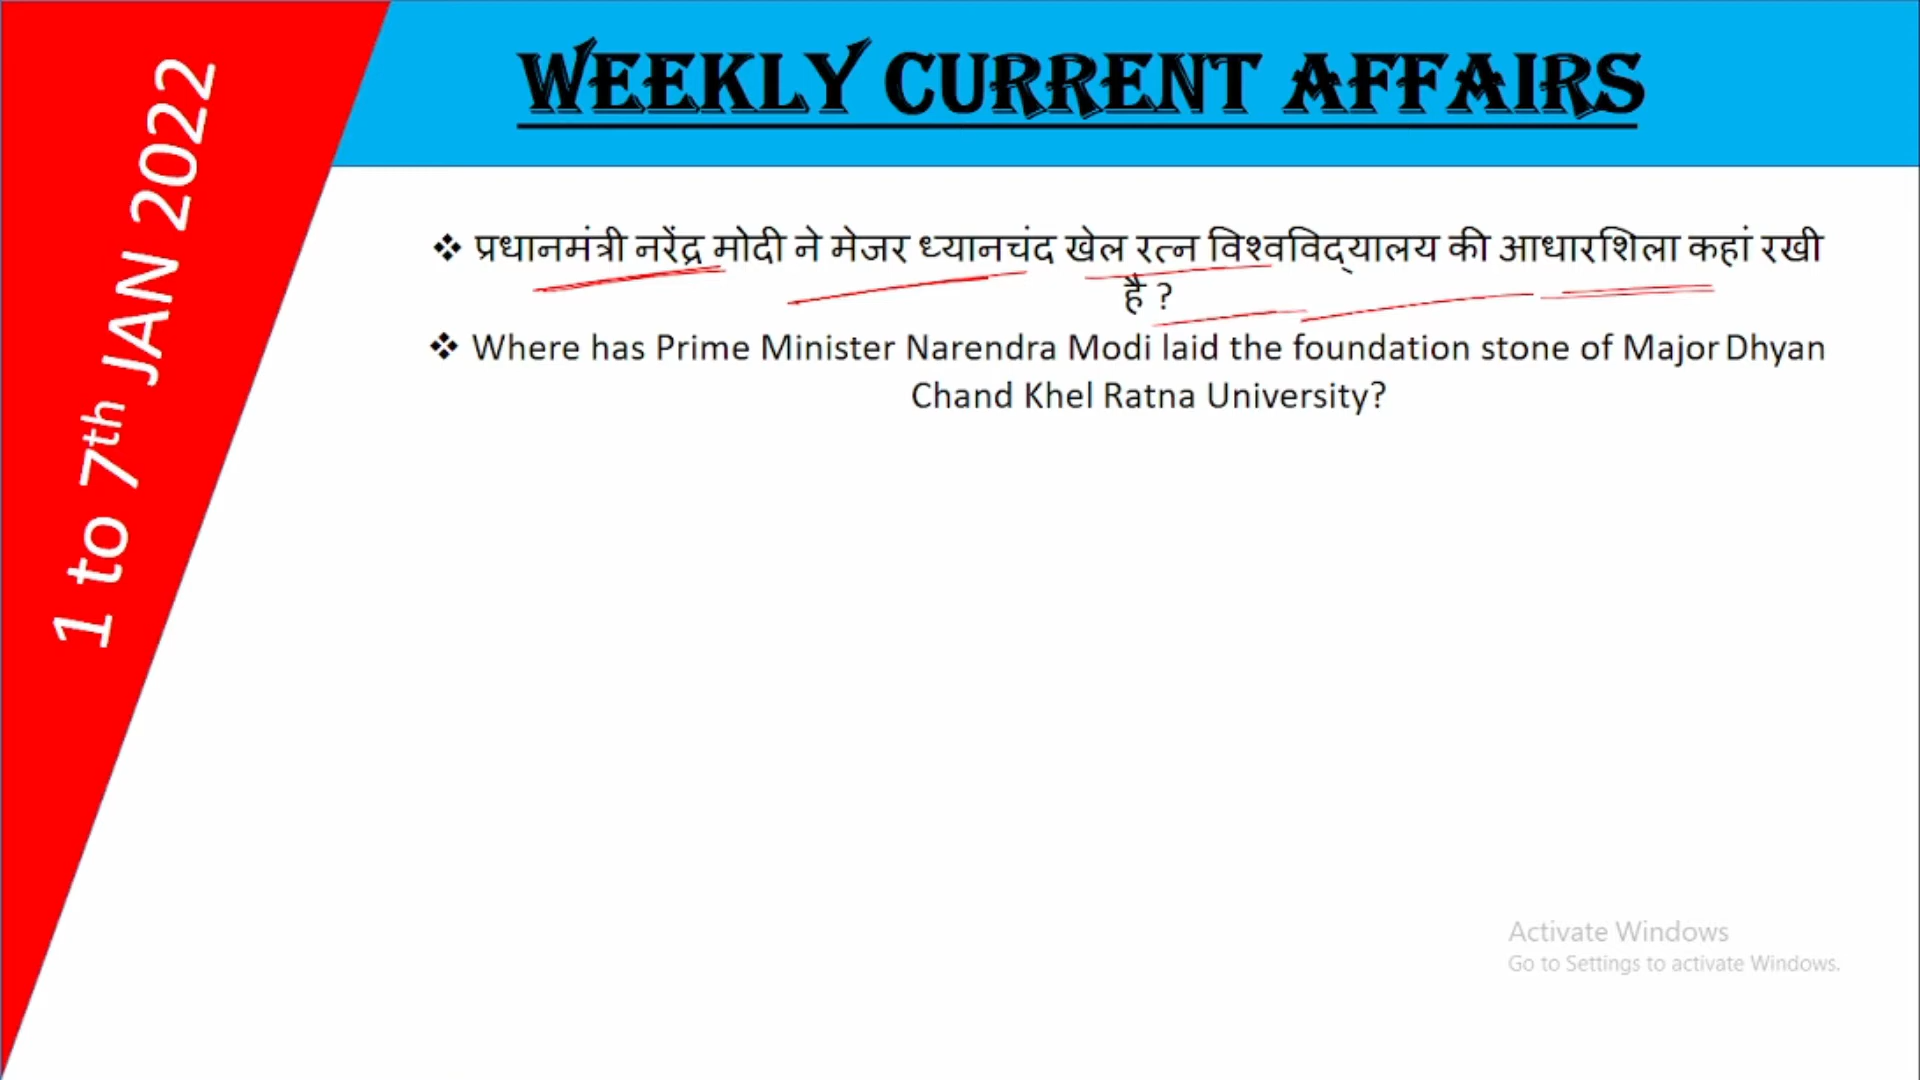 WEEKLY CURRENT AFFAIRS
1 to 7th JAN 2022
❖ प्रधानमंत्री नरेंद्र मोदी ने मेजर ध्यानचंद खेल रत्न विश्वविद्यालय की आधारशिला कहां रखी
है ?
❖ Where has Prime Minister Narendra Modi laid the foundation stone of Major Dhyan
Chand Khel Ratna University?
Activate Windows
Go to Settings to activate Windows.